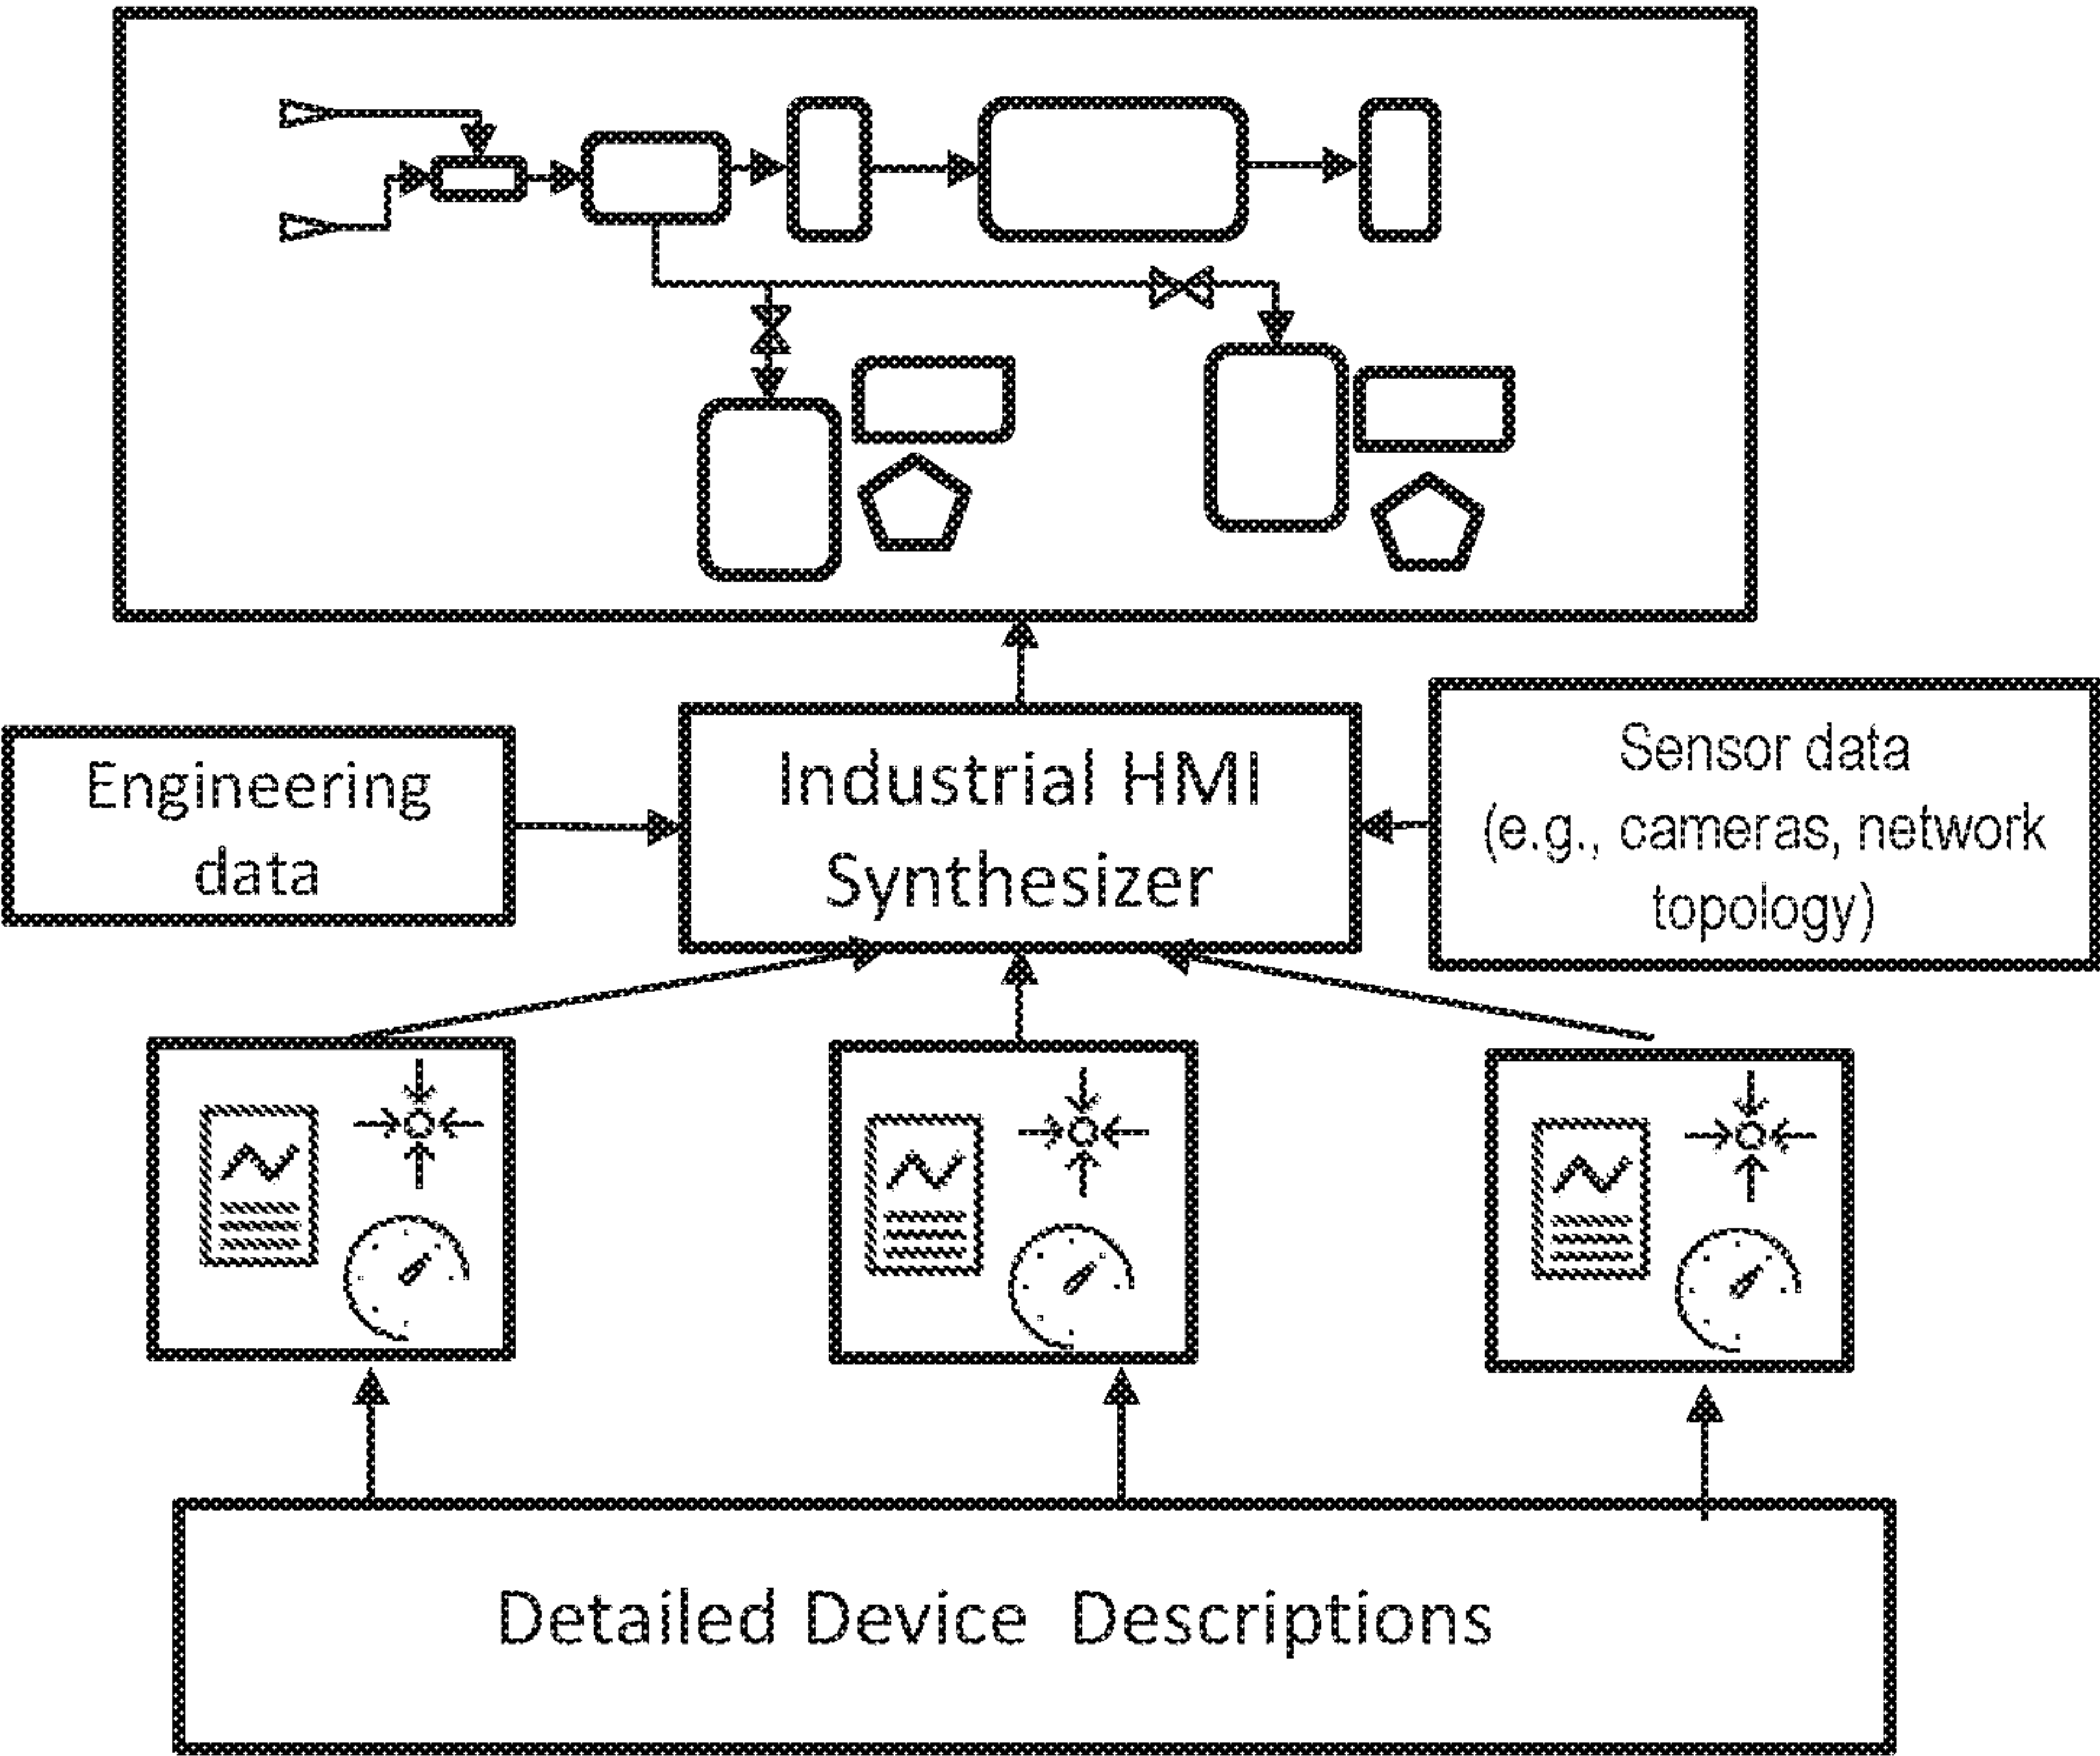 Engineering
data
Industrial HMI
Synthesizer
Sensor data
(e.g., cameras, network
topology)
Detailed Device Descriptions